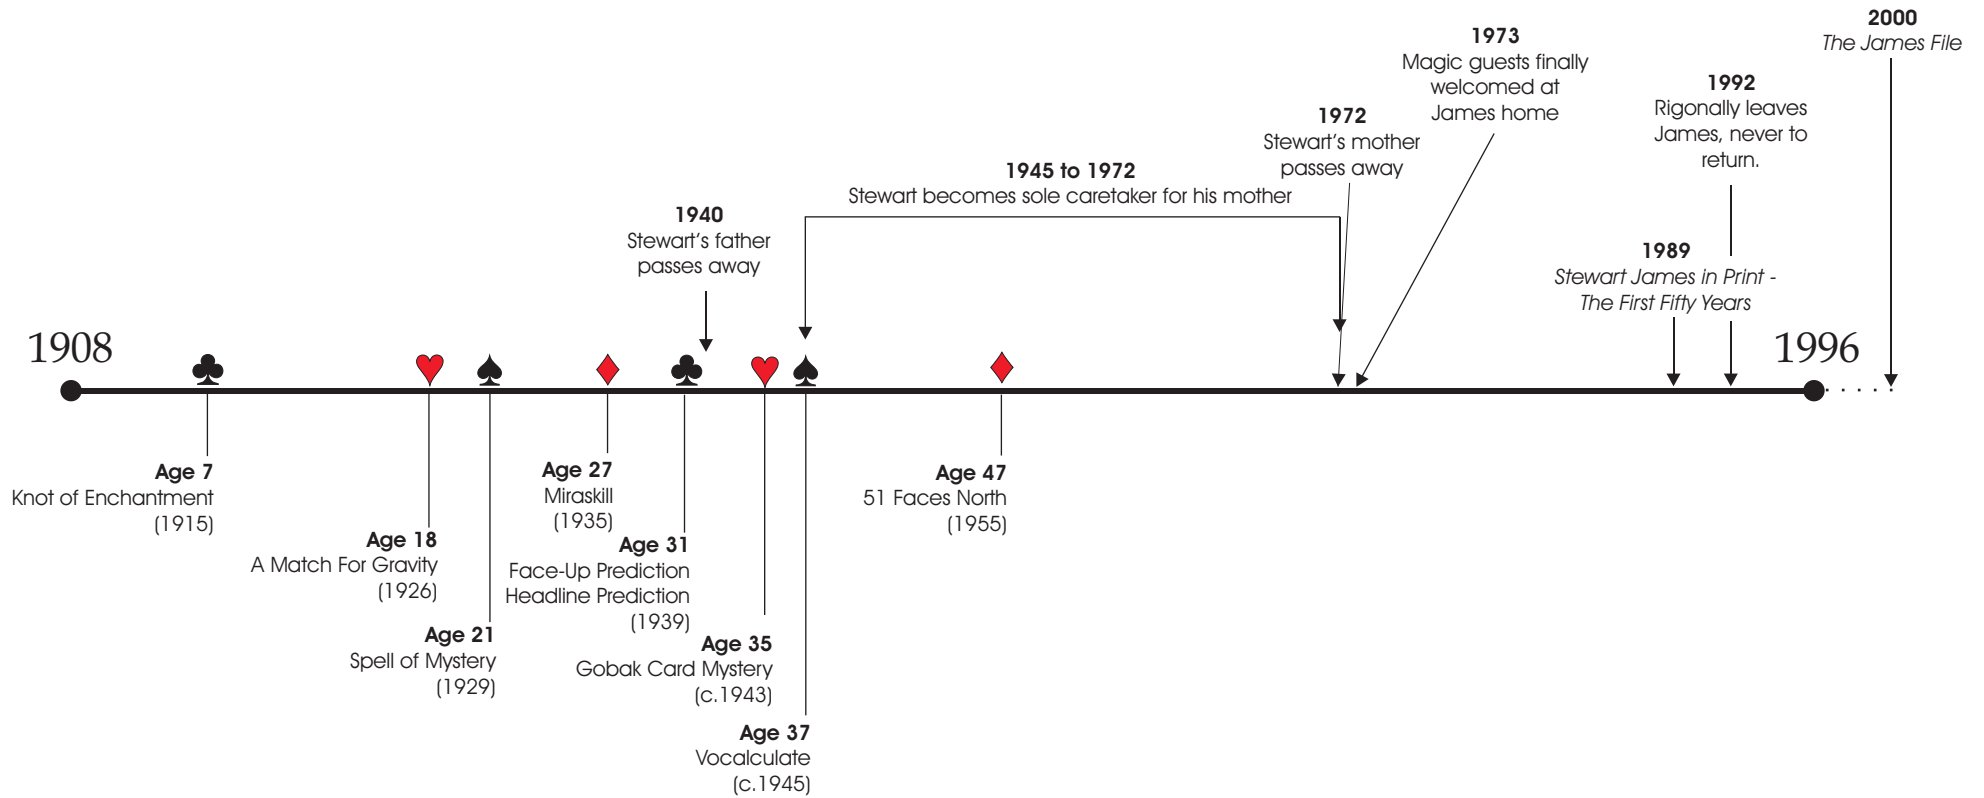 2000
The James File
1973
Magic guests finally
welcomed at
James home
1992
Rigonally leaves
James, never to
return.
1972
Stewart's mother
passes away
1945 to 1972
Stewart becomes sole caretaker for his mother
1940
Stewart's father
passes away
1989
Stewart James in Print -
The First Fifty Years
1908
1996
Age 7
Knot of Enchantment
(1915)
Age 18
A Match For Gravity
(1926)
Age 21
Spell of Mystery
(1929)
Age 27
Miraskill
(1935)
Age 31
Face-Up Prediction
Headline Prediction
(1939)
Age 35
Gobak Card Mystery
(c.1943)
Age 37
Vocalculate
(c.1945)
Age 47
51 Faces North
(1955)